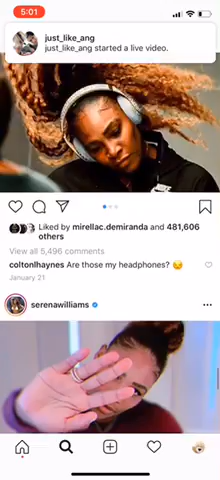 5:01
just_like_ang
just_like_ang started a live video.
Liked by mirellac.demiranda and 481,606
others
View all 5,496 comments
coltonlhaynes Are those my headphones? 😒
January 21
serenawilliams